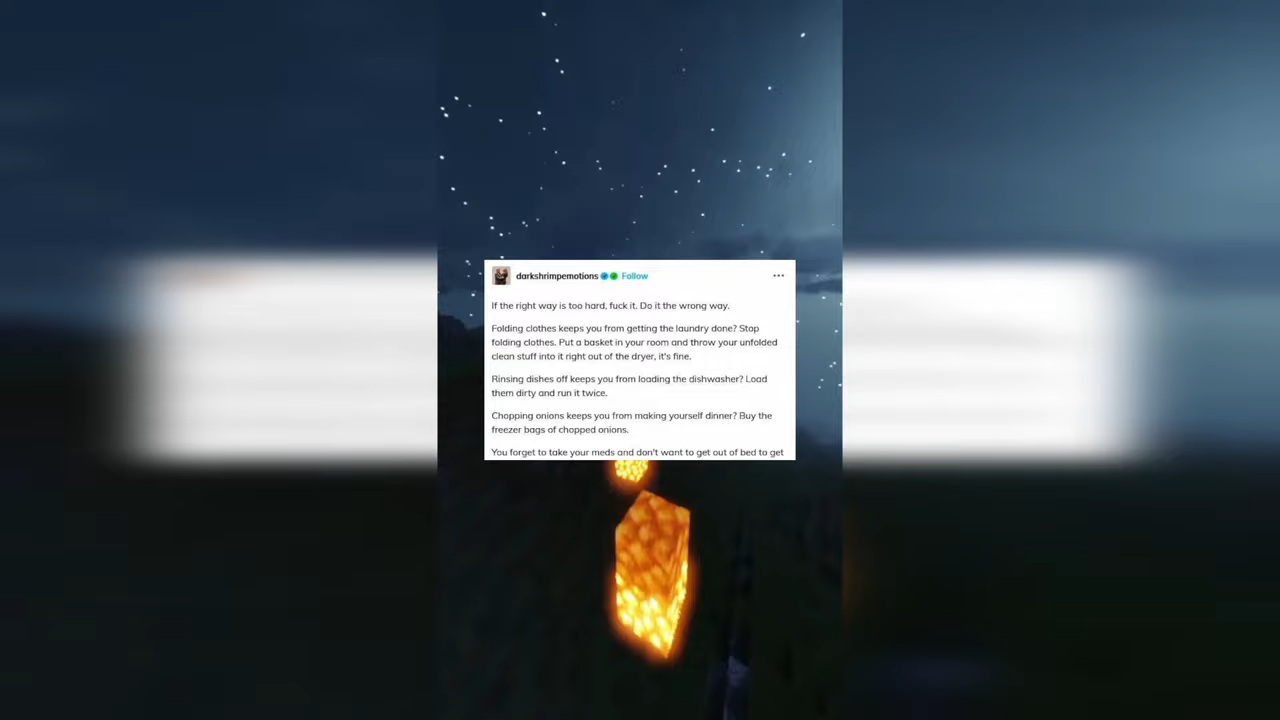 darkshrimpemotions Follow
If the right way is too hard, fuck it. Do it the wrong way.
Folding clothes keeps you from getting the laundry done? Stop
folding clothes. Put a basket in your room and throw your unfolded
clean stuff into it right out of the dryer, it's fine.
Rinsing dishes off keeps you from loading the dishwasher? Load
them dirty and run it twice.
Chopping onions keeps you from making yourself dinner? Buy the
freezer bags of chopped onions.
You forget to take your meds and don't want to get out of bed to get